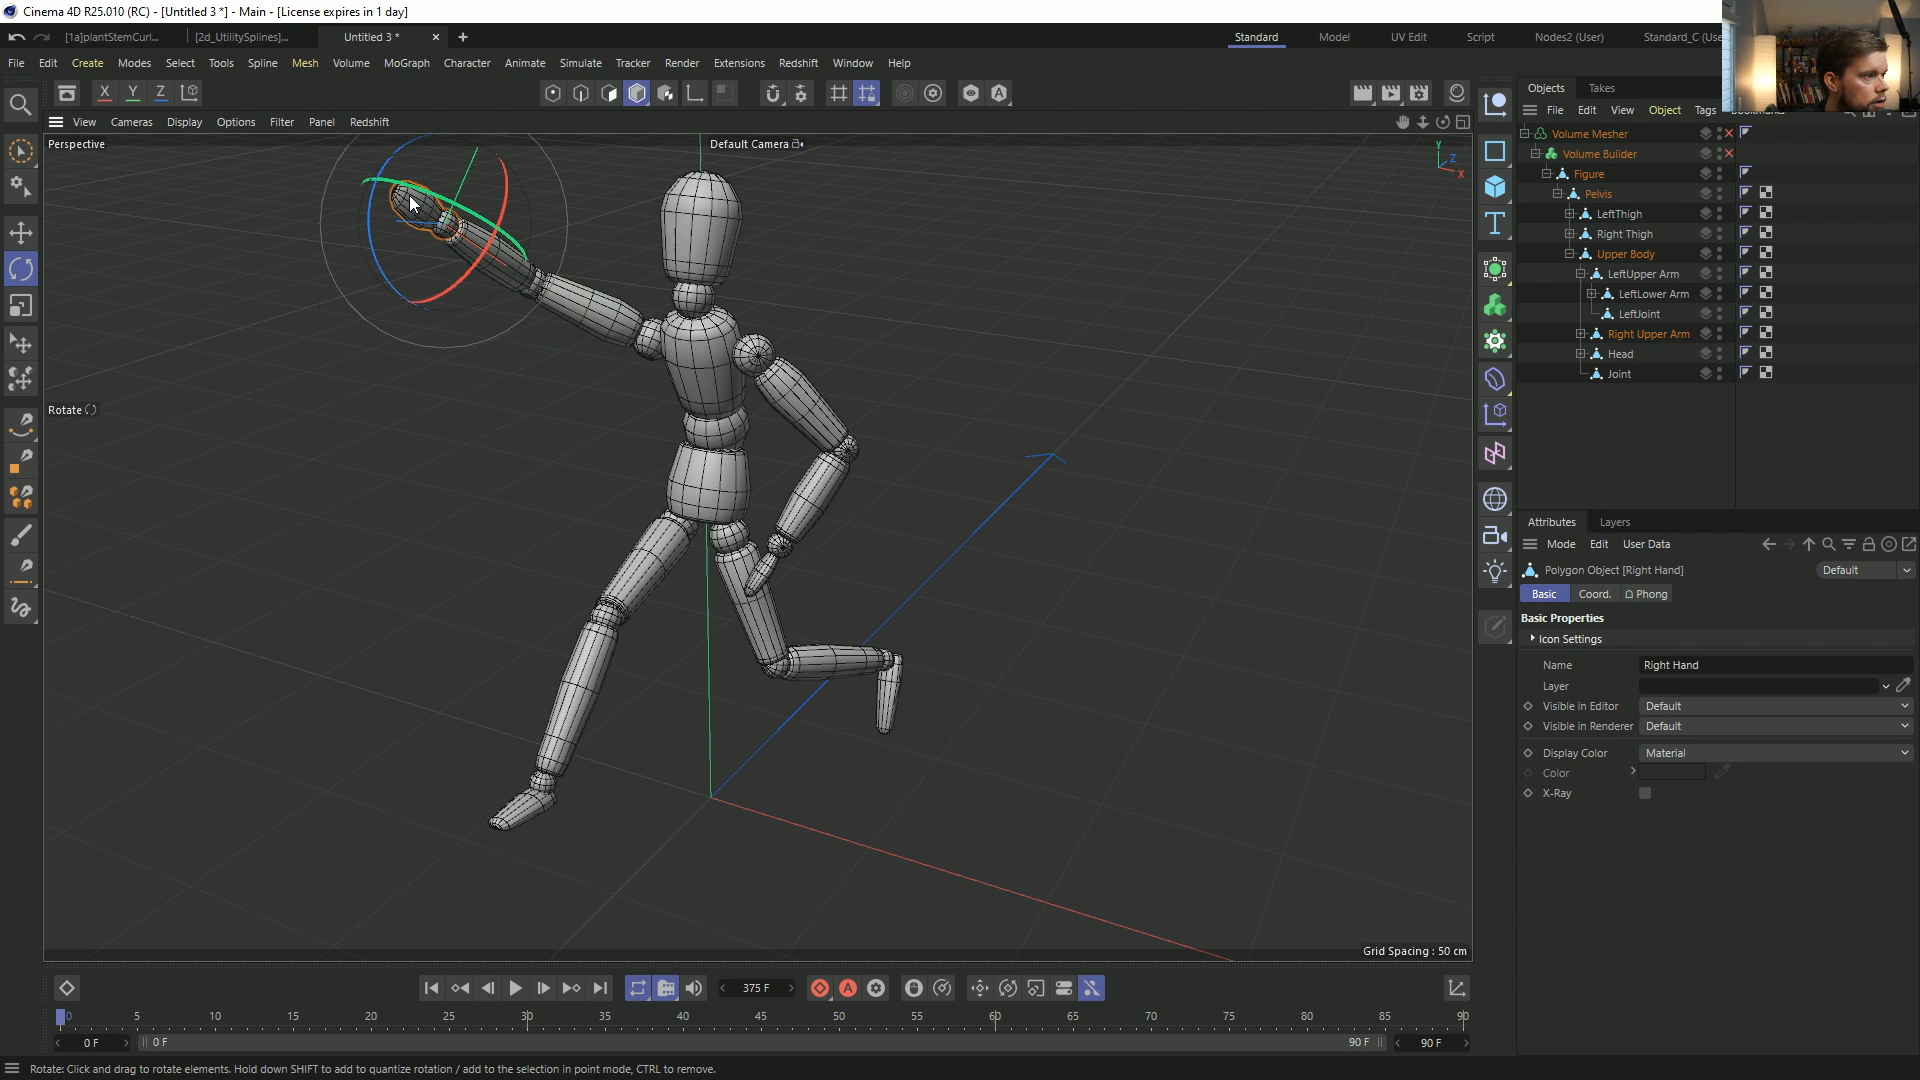 Cinema 4D R25.010 (RC) - [Untitled 3 *] - Main - [License expires in 1 day]
[1a]plantStemCurl... [2d_UtilitySplines]... Untitled 3 * Standard Model UV Edit Script Nodes2 (User) Standard_C (Use
File Edit Create Modes Select Tools Spline Mesh Volume MoGraph Character Animate Simulate Tracker Render Extensions Redshift Window Help
X Y Z
Objects Takes
File Edit View Object Tags
View Cameras Display Options Filter Panel Redshift
Perspective
Default Camera
Y
Z
X
Volume Mesher
Volume Builder
Figure
Pelvis
LeftThigh
Right Thigh
Upper Body
LeftUpper Arm
LeftLower Arm
LeftJoint
Right Upper Arm
Head
Joint
Rotate
Attributes Layers
Mode Edit User Data
Polygon Object [Right Hand] Default
Basic Coord. Phong
Basic Properties
Icon Settings
Name Right Hand
Layer
Visible in Editor Default
Visible in Renderer Default
Display Color Material
Color
X-Ray
Grid Spacing : 50 cm
375 F
0 5 10 15 20 25 30 35 40 45 50 55 60 65 70 75 80 85 90
0 F 0 F 90 F 90 F
Rotate: Click and drag to rotate elements. Hold down SHIFT to add to quantize rotation / add to the selection in point mode, CTRL to remove.